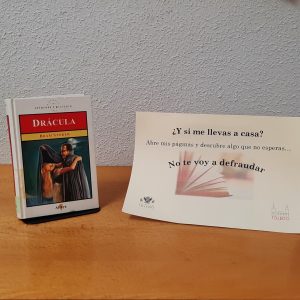 DRÁCULA
BRAM STOKER
¿Y si me llevas a casa?
Abre mis páginas y descubre algo que no esperas...
No te voy a defraudar
TOLEDO